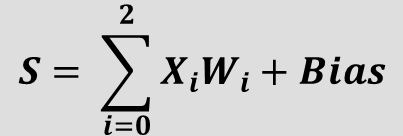 S = ∑_{i=0}^{2} X_i W_i + Bias